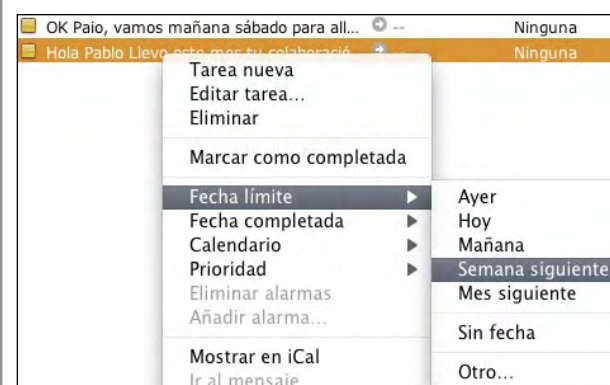 OK Paio, vamos mañana sábado para all... -- Ninguna
Hola Pablo Llevo este mes tu colaboració -- Ninguna
Tarea nueva
Editar tarea...
Eliminar
Marcar como completada
Fecha límite
Fecha completada
Calendario
Prioridad
Eliminar alarmas
Añadir alarma...
Mostrar en iCal
Ir al mensaje
Ayer
Hoy
Mañana
Semana siguiente
Mes siguiente
Sin fecha
Otro...